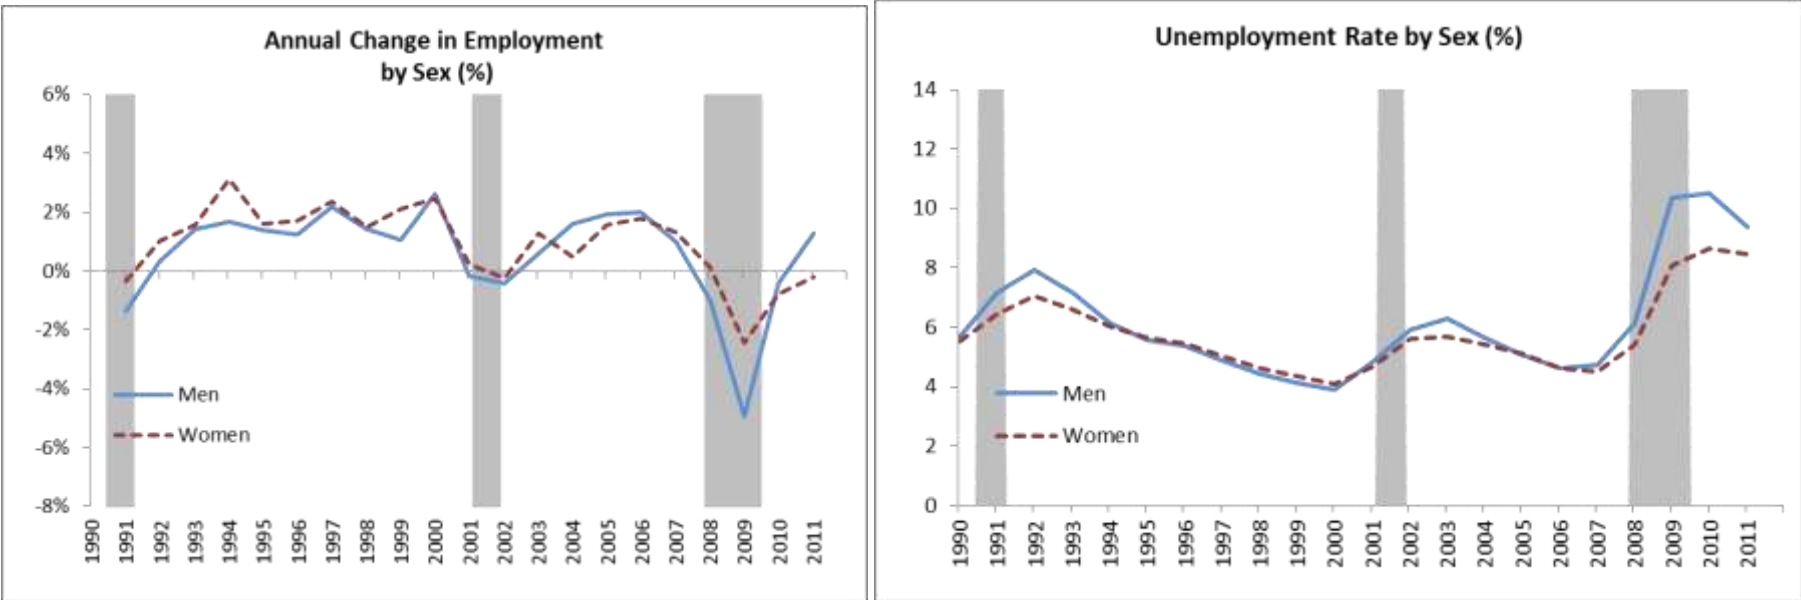 Annual Change in Employment
by Sex (%)
6%
4%
2%
0%
-2%
-4%
-6%
-8%
Men
Women
1990 1991 1992 1993 1994 1995 1996 1997 1998 1999 2000 2001 2002 2003 2004 2005 2006 2007 2008 2009 2010 2011
Unemployment Rate by Sex (%)
14
12
10
8
6
4
2
0
Men
Women
1990 1991 1992 1993 1994 1995 1996 1997 1998 1999 2000 2001 2002 2003 2004 2005 2006 2007 2008 2009 2010 2011